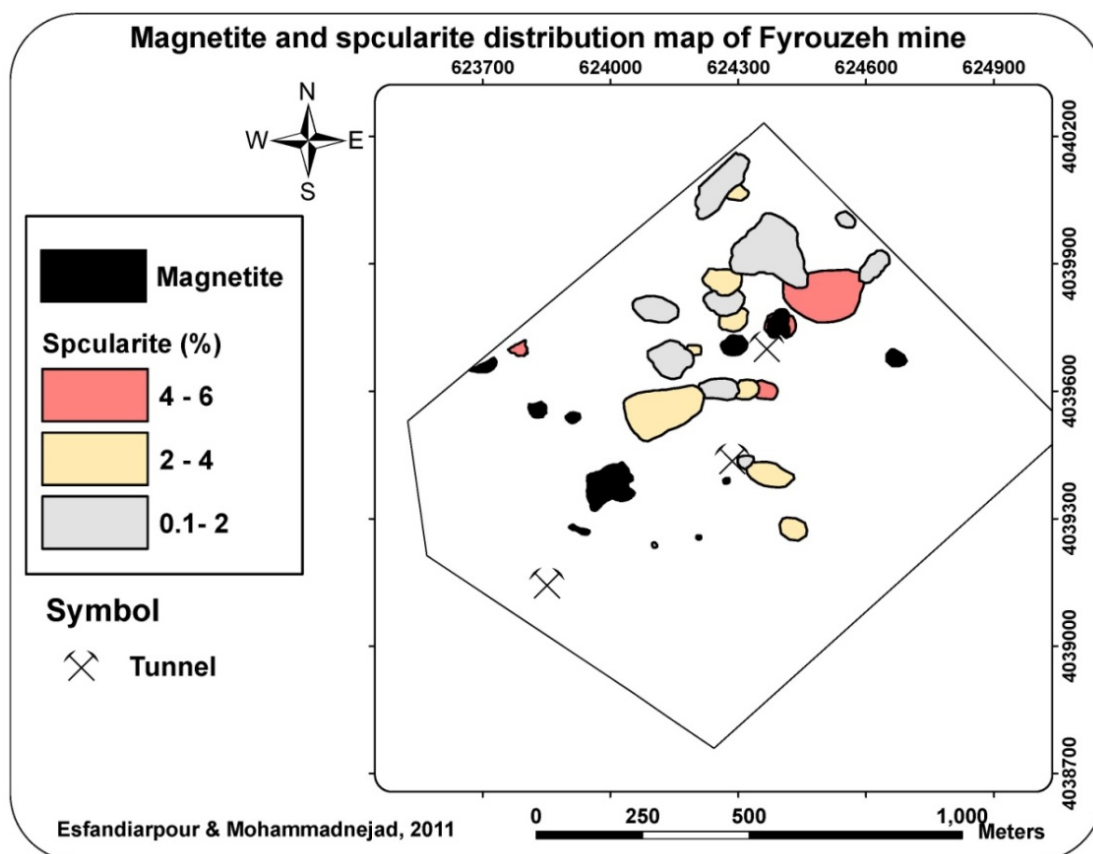 Magnetite and spcularite distribution map of Fyrouzeh mine
623700 624000 624300 624600 624900
N
W E
S
4040200
4039900
4039600
4039300
4039000
4038700
Magnetite
Spcularite (%)
4 - 6
2 - 4
0.1- 2
Symbol
Tunnel
Esfandiarpour & Mohammadnejad, 2011
0 250 500 1,000 Meters